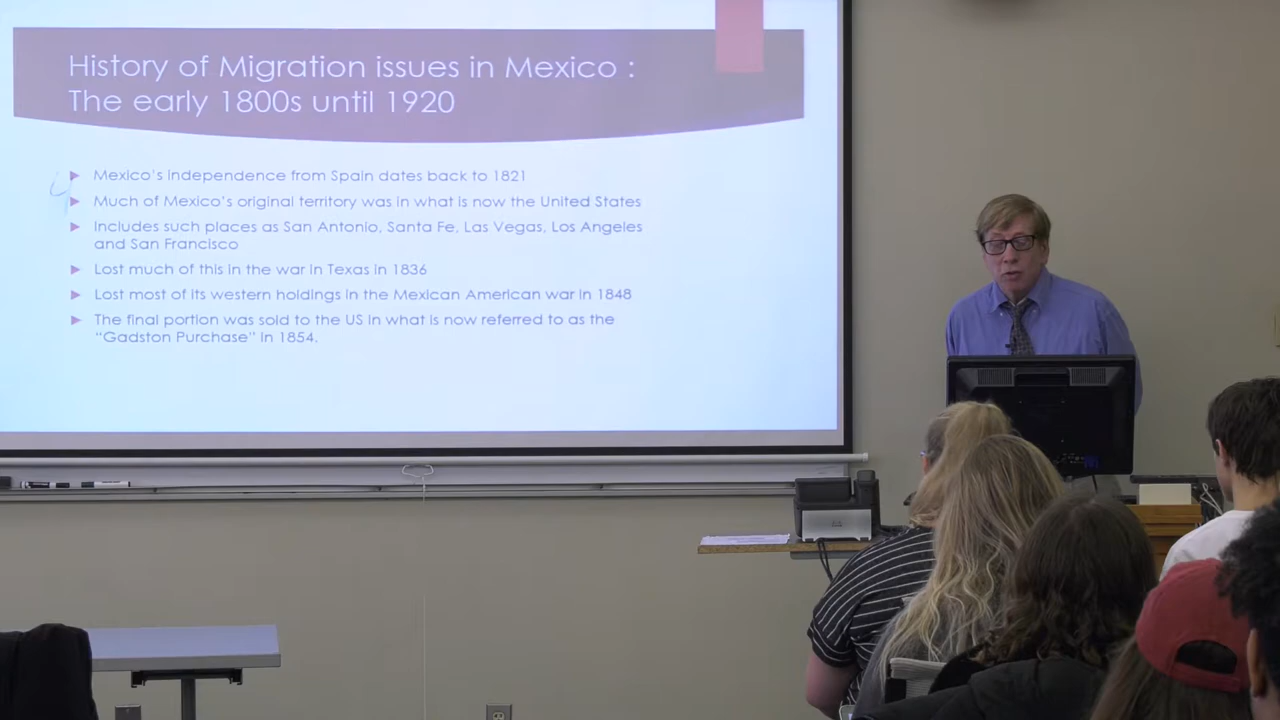 History of Migration issues in Mexico :
The early 1800s until 1920
Mexico's independence from Spain dates back to 1821
Much of Mexico's original territory was in what is now the United States
Includes such places as San Antonio, Santa Fe, Las Vegas, Los Angeles
and San Francisco
Lost much of this in the war in Texas in 1836
Lost most of its western holdings in the Mexican American war in 1848
The final portion was sold to the US in what is now referred to as the
"Gadston Purchase" in 1854.